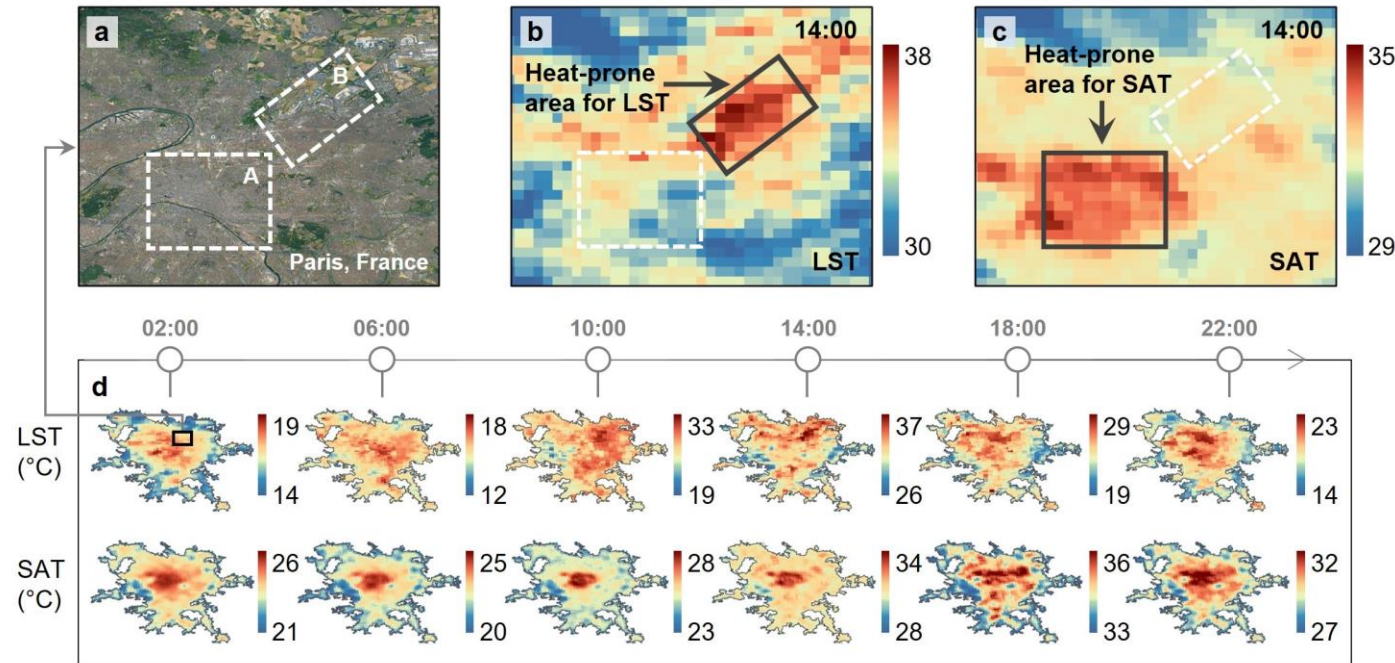 a
B
A
Paris, France
b
14:00
Heat-prone
area for LST
LST
38
30
c
14:00
Heat-prone
area for SAT
SAT
35
29
02:00
06:00
10:00
14:00
18:00
22:00
d
LST
(°C)
19
14
18
12
33
19
37
26
29
19
23
14
SAT
(°C)
26
21
25
20
28
23
34
28
36
33
32
27